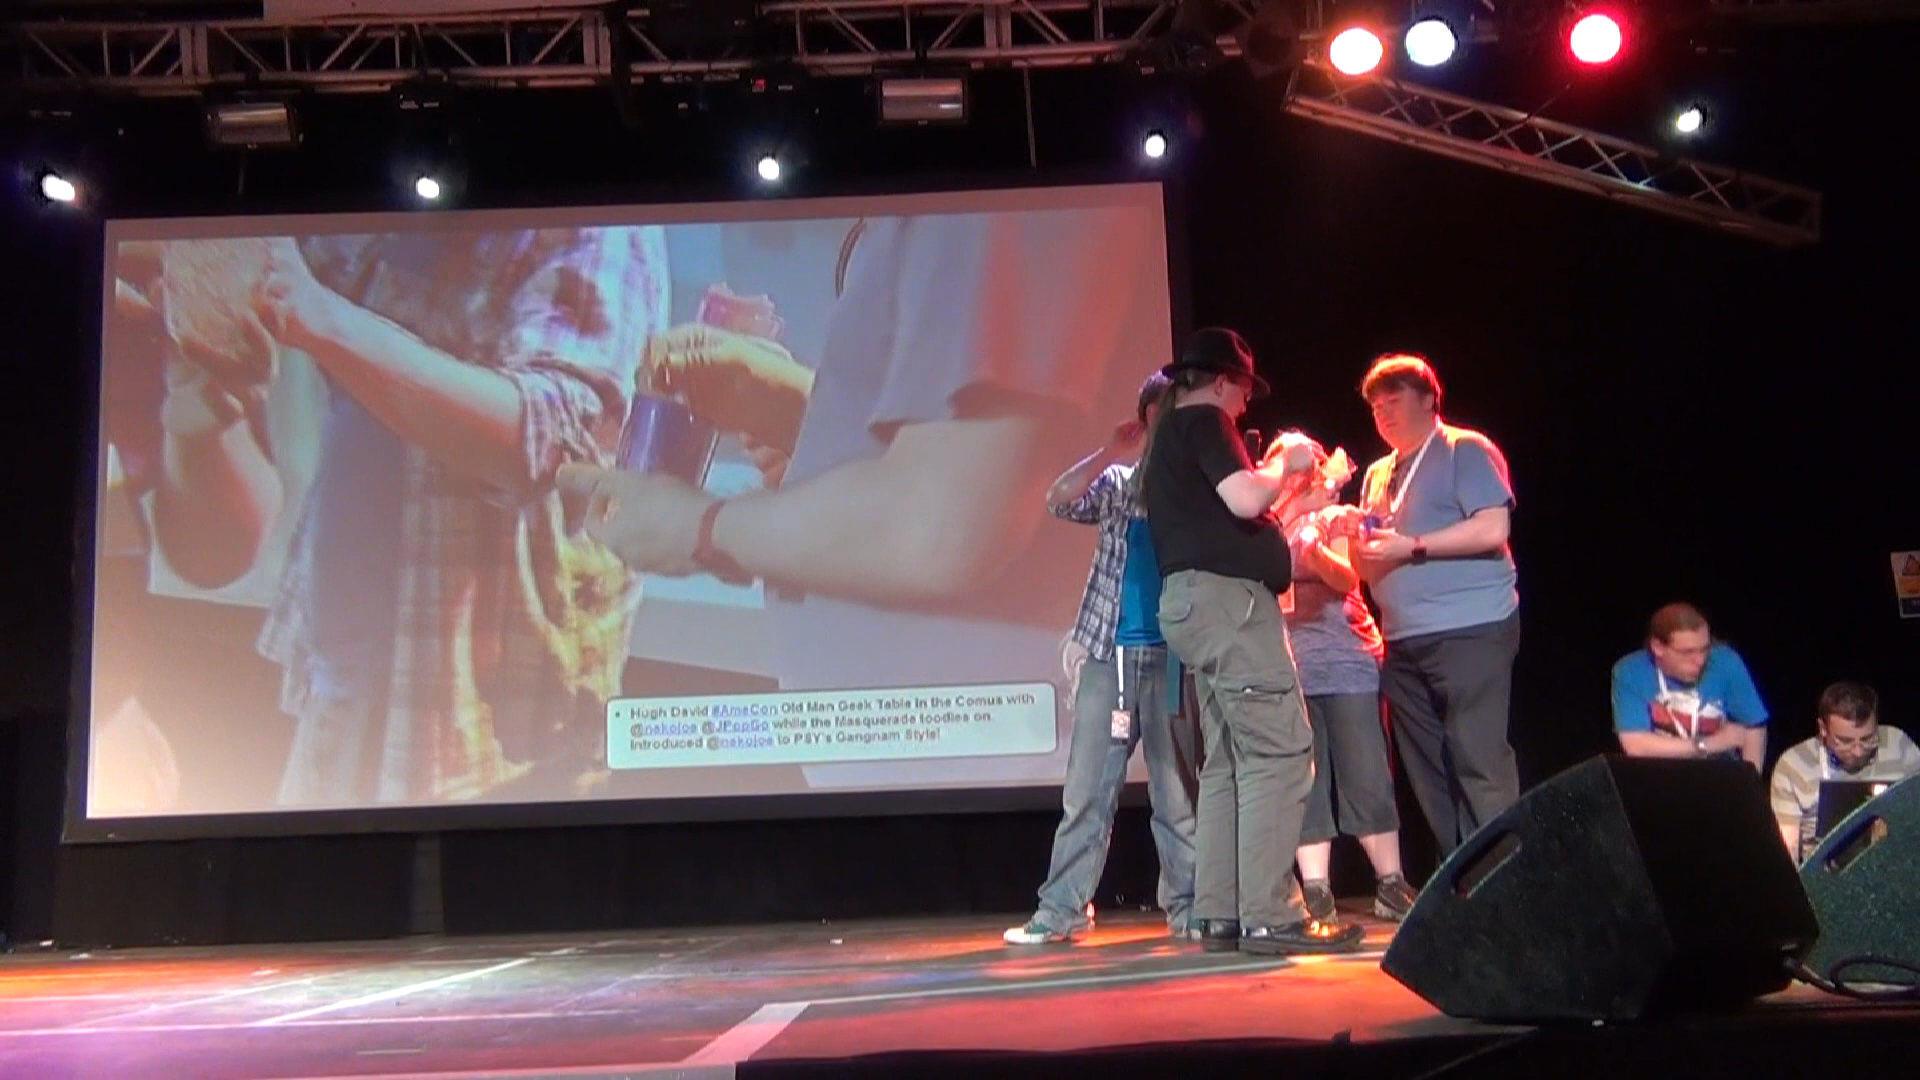 • Hugh David #AmeCon Old Man Geek Table in the Comus with
@nekojoe @JPopGo while the Masquerade toodles on.
Introduced @nekojoe to PSY's Gangnam Style!